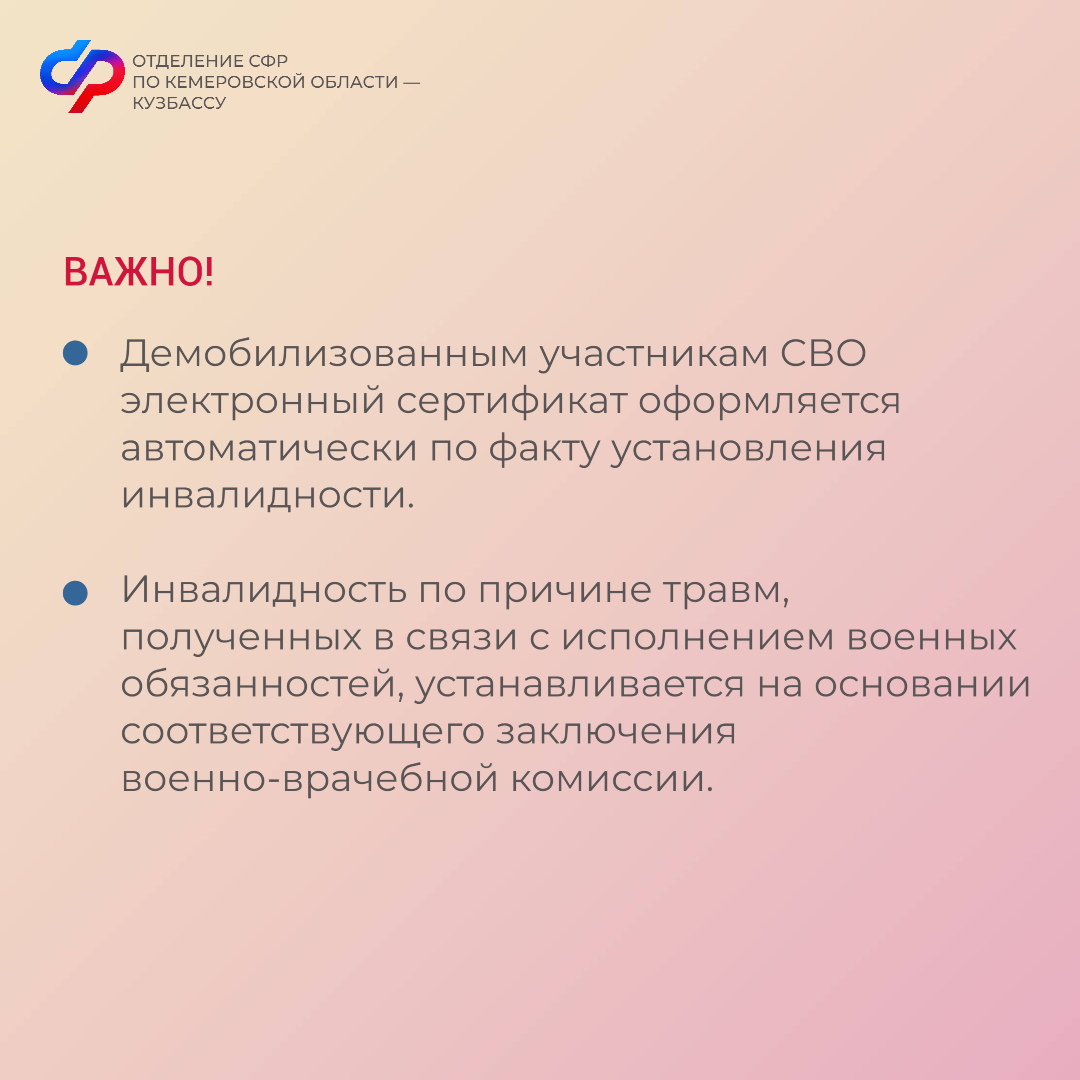 ОТДЕЛЕНИЕ СФР
ПО КЕМЕРОВСКОЙ ОБЛАСТИ —
КУЗБАССУ
ВАЖНО!
Демобилизованным участникам СВО
электронный сертификат оформляется
автоматически по факту установления
инвалидности.
Инвалидность по причине травм,
полученных в связи с исполнением военных
обязанностей, устанавливается на основании
соответствующего заключения
военно-врачебной комиссии.